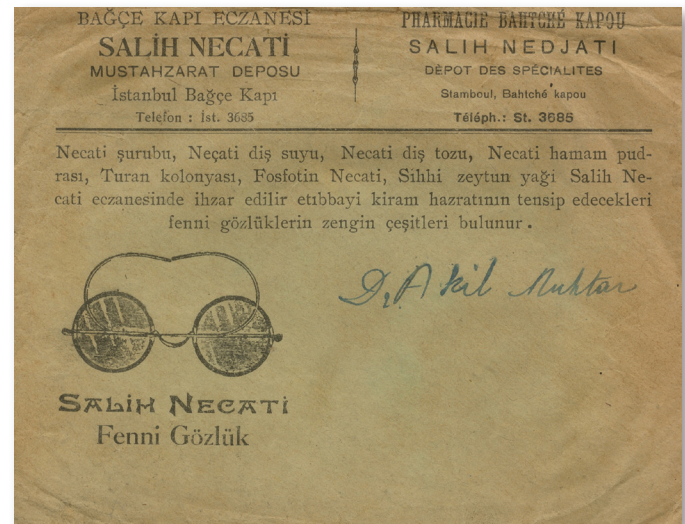 BAĞÇE KAPI ECZANESİ
SALİH NECATİ
MUSTAHZARAT DEPOSU
İstanbul Bağçe Kapı
Telefon : İst. 3685
PHARMACIE BAHTCHÉ KAPOU
SALIH NEDJATI
DÉPOT DES SPÉCIALITES
Stamboul, Bahtché kapou
Téléph.: St. 3685
Necati şurubu, Neçati diş suyu, Necati diş tozu, Necati hamam pud-
rası, Turan kolonyası, Fosfotin Necati, Sihhi zeytun yaği Salih Ne-
cati eczanesinde ihzar edilir etıbbayi kiram hazratının tensip edecekleri
fenni gözlüklerin zengin çeşitleri bulunur .
Dr. Akil Muhtar
SALİH NECATİ
Fenni Gözlük